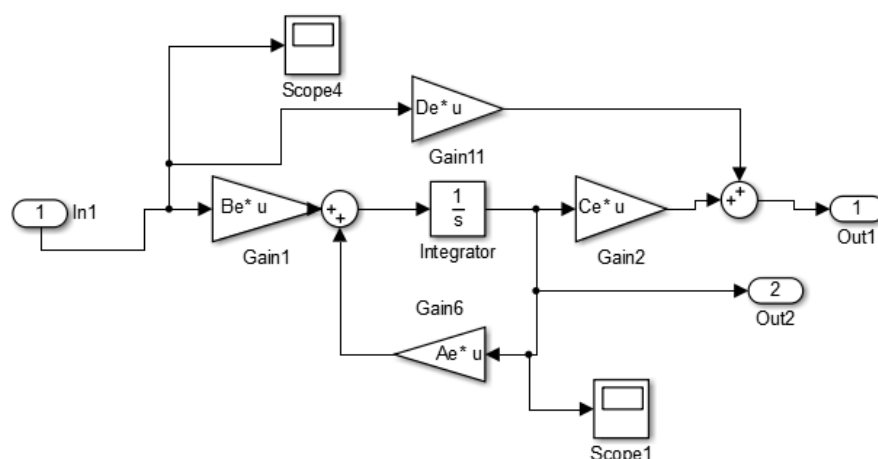 Scope4
De* u
Gain11
1
In1
Be* u
Gain1
+
+
1
s
Integrator
Ce* u
Gain2
+
+
1
Out1
2
Out2
Gain6
Ae* u
Scope1